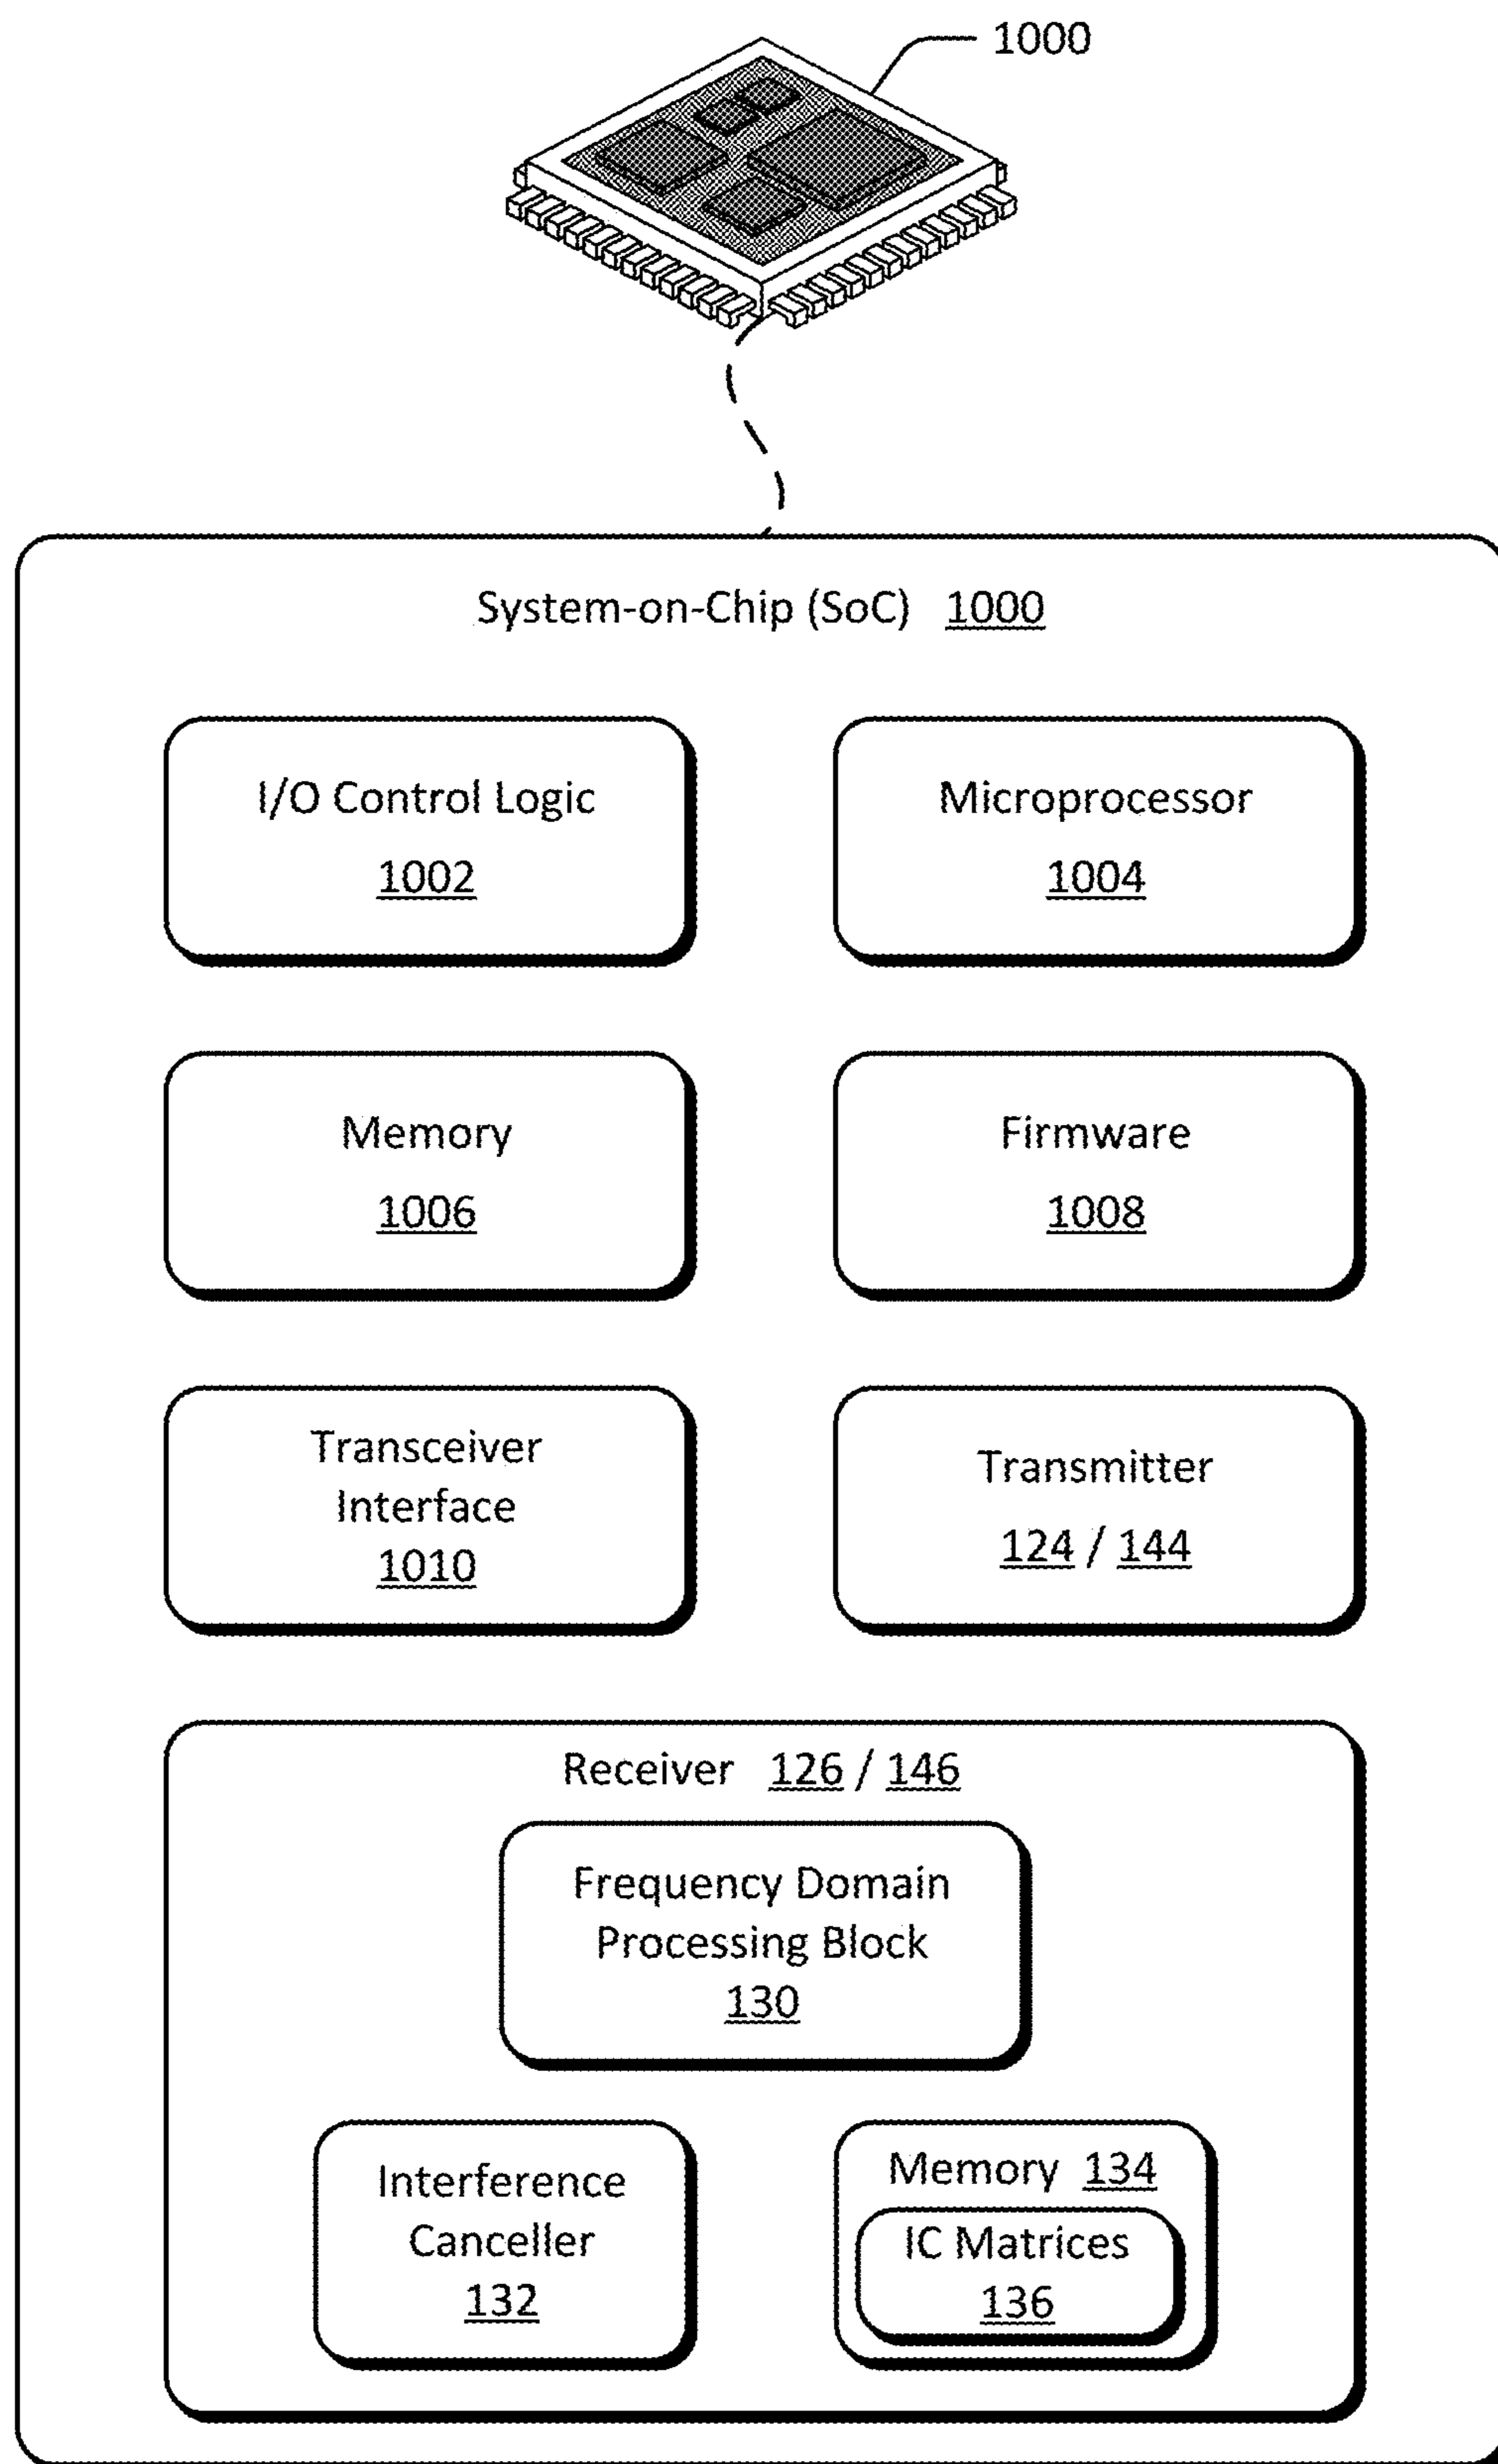 1000
System-on-Chip (SoC) 1000
I/O Control Logic
1002
Microprocessor
1004
Memory
1006
Firmware
1008
Transceiver
Interface
1010
Transmitter
124 / 144
Receiver 126 / 146
Frequency Domain
Processing Block
130
Interference
Canceller
132
Memory 134
IC Matrices
136